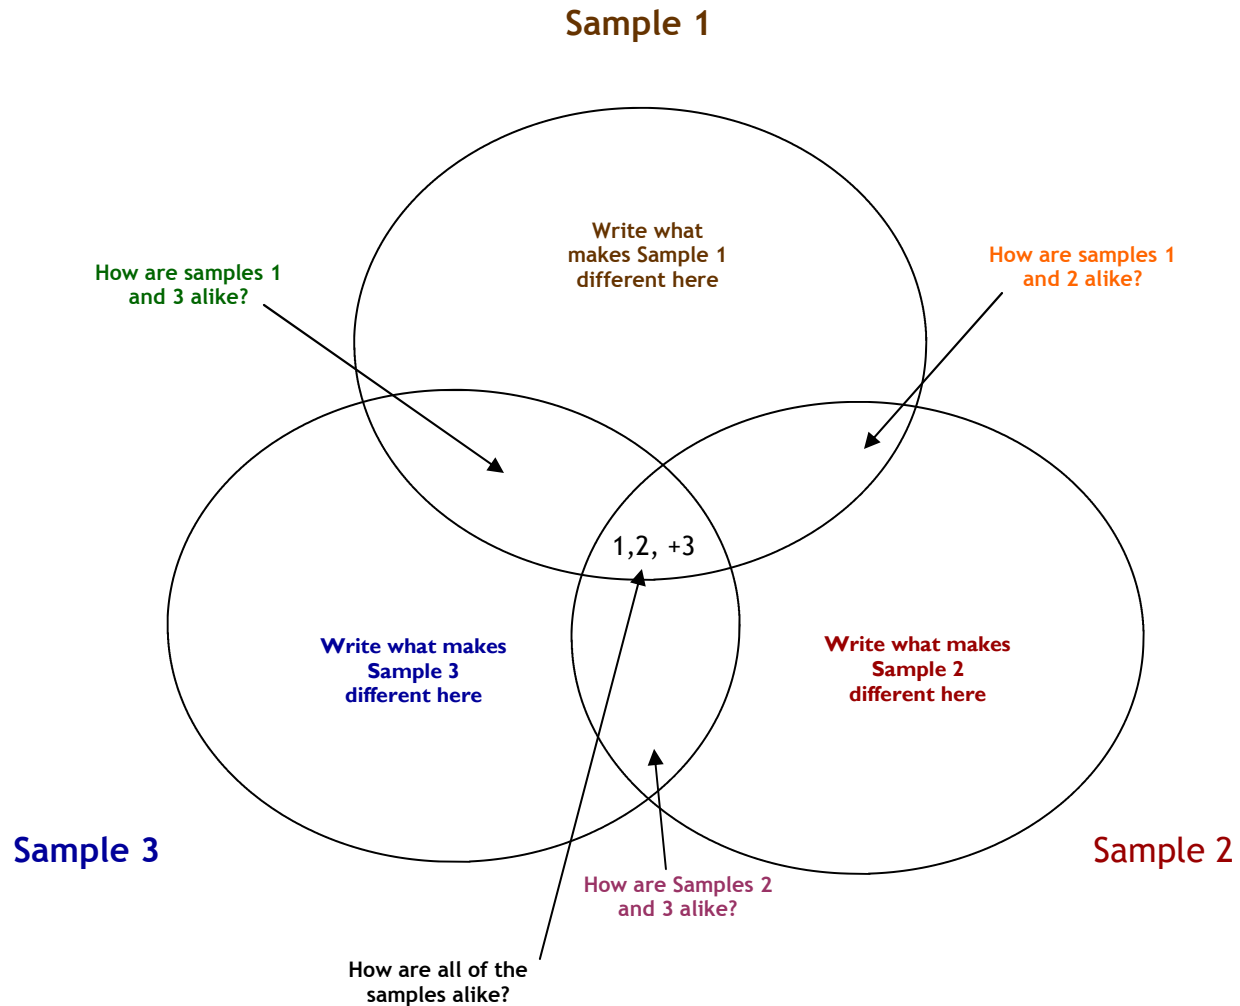 Sample 1
Write what
makes Sample 1
different here
How are samples 1
and 3 alike?
How are samples 1
and 2 alike?
1,2, +3
Write what makes
Sample 3
different here
Write what makes
Sample 2
different here
Sample 3
Sample 2
How are Samples 2
and 3 alike?
How are all of the
samples alike?